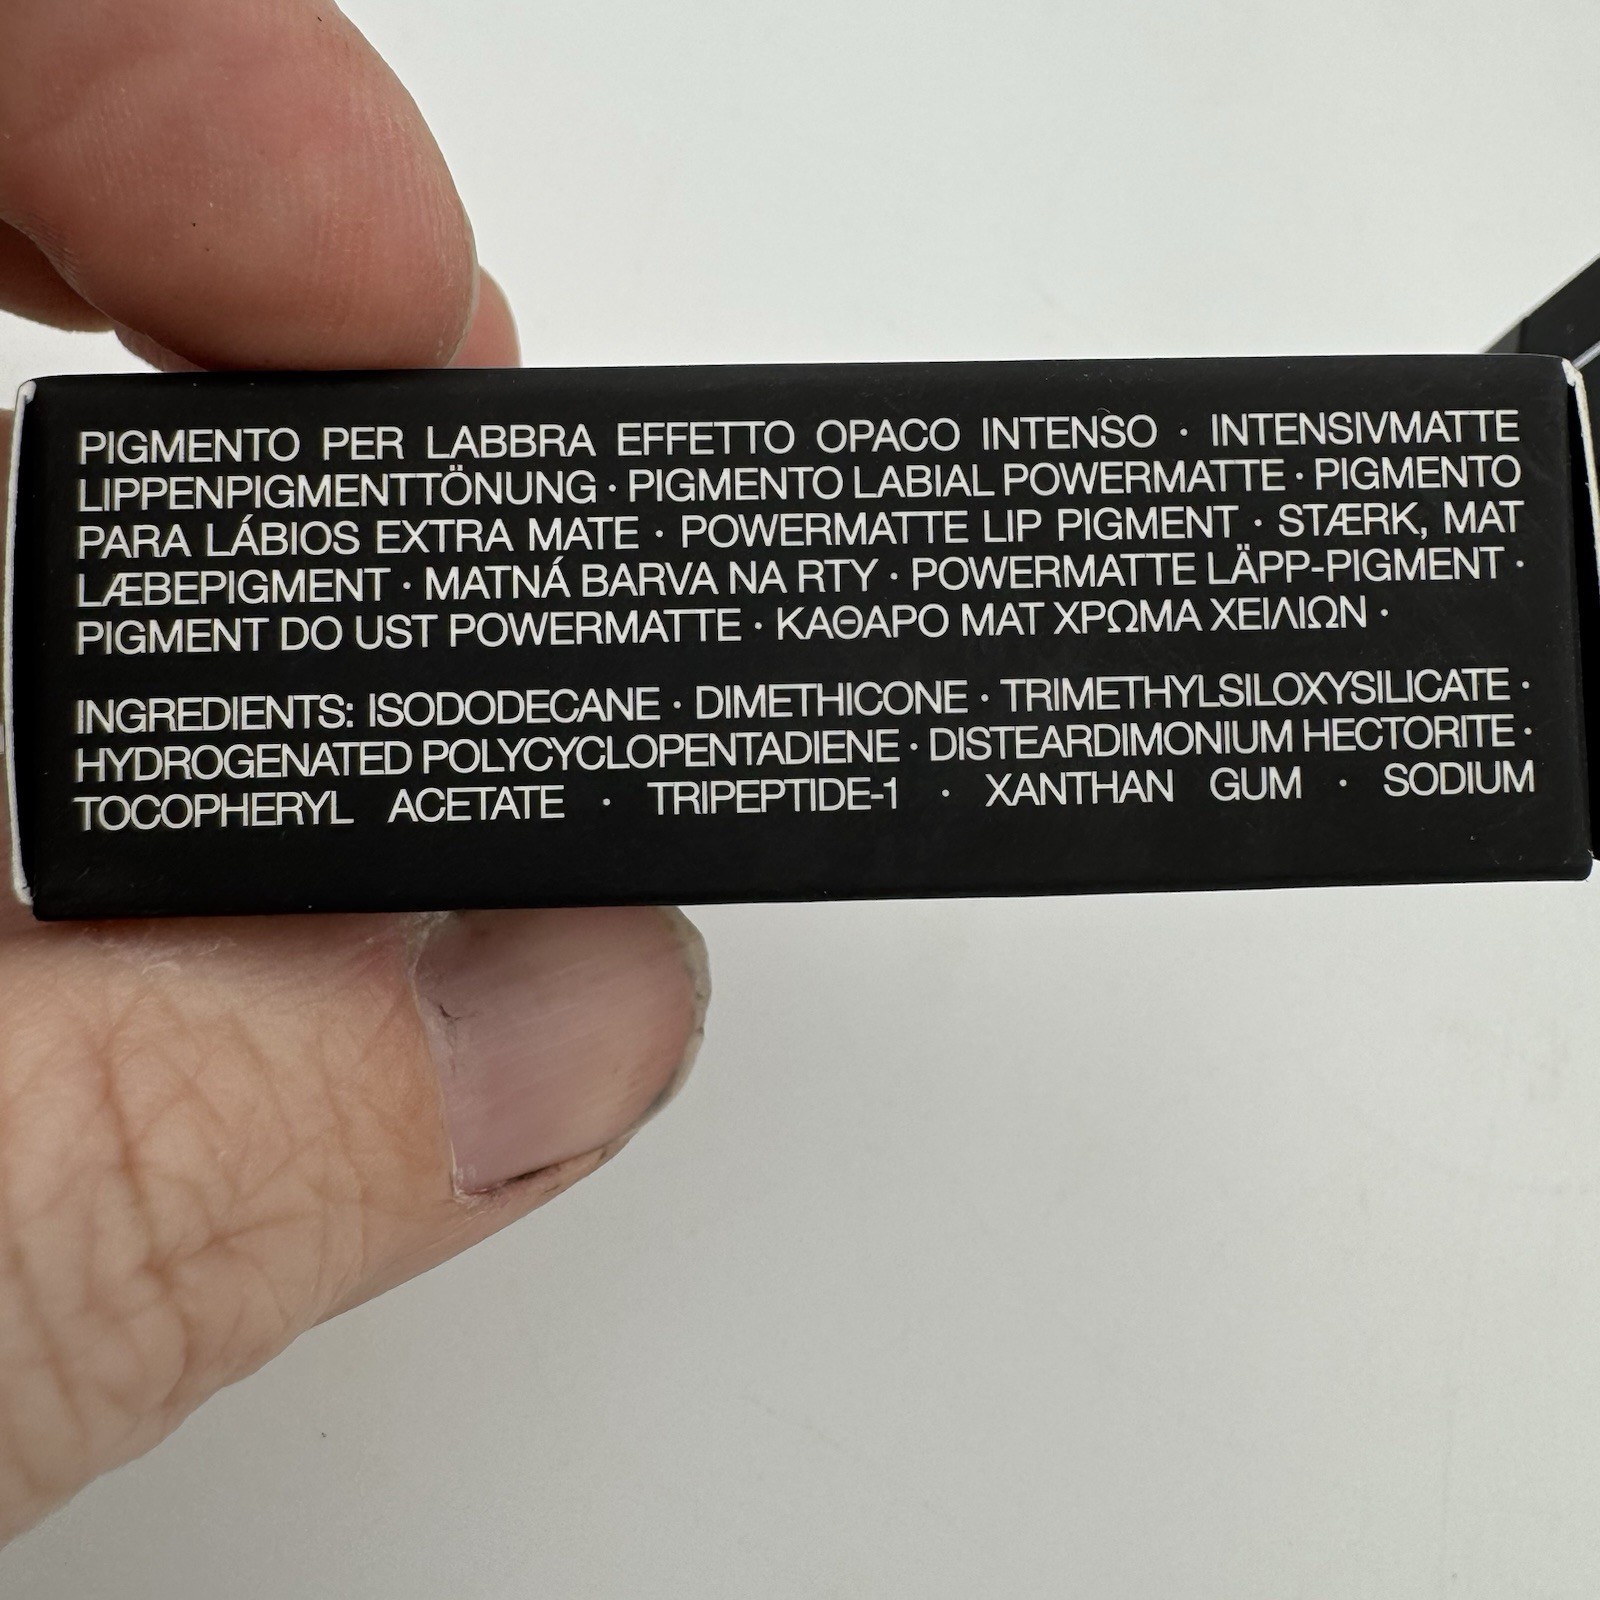 PIGMENTO PER LABBRA EFFETTO OPACO INTENSO · INTENSIVMATTE
LIPPENPIGMENTTÖNUNG · PIGMENTO LABIAL POWERMATTE · PIGMENTO
PARA LÁBIOS EXTRA MATE · POWERMATTE LIP PIGMENT · STÆRK, MAT
LÆBEPIGMENT · MATNÁ BARVA NA RTY · POWERMATTE LÄPP-PIGMENT ·
PIGMENT DO UST POWERMATTE · ΚΑΘΑΡΟ ΜΑΤ ΧΡΩΜΑ ΧΕΙΛΙΩΝ ·
INGREDIENTS: ISODODECANE · DIMETHICONE · TRIMETHYLSILOXYSILICATE ·
HYDROGENATED POLYCYCLOPENTADIENE · DISTEARDIMONIUM HECTORITE ·
TOCOPHERYL ACETATE · TRIPEPTIDE-1 · XANTHAN GUM · SODIUM